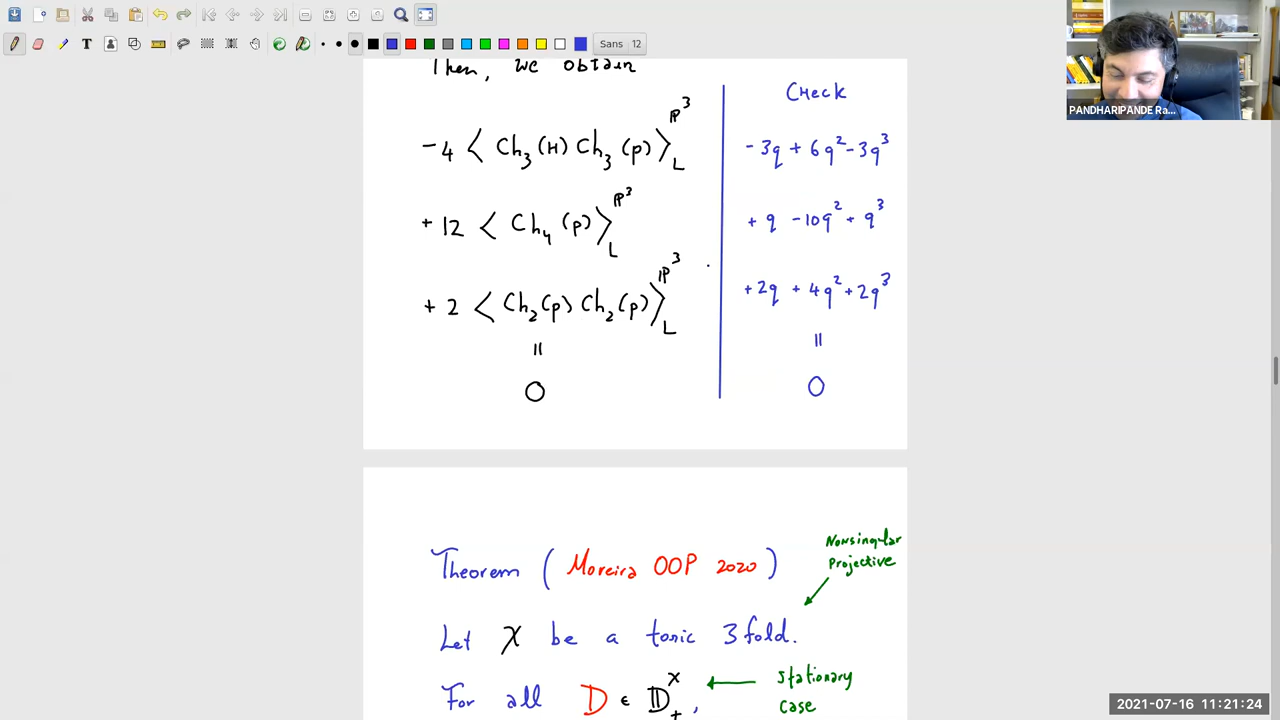 Sans 12
PANDHARIPANDE Ra...
Then, we obtain
CHECK
-4 < Ch₃(H) Ch₃(p) >^P³_L
-3q + 6q² - 3q³
+ 12 < Ch₄(p) >^P³_L
+ q - 10q² + q³
+ 2 < Ch₂(p) Ch₂(p) >^P³_L
+2q + 4q² + 2q³
=
=
0
0
Nonsingular
Projective
Theorem ( Moreira OOP 2020 )
Let X be a toric 3fold.
Stationary
Case
For all D ∈ 𝔻^X_+,
2021-07-16 11:21:24